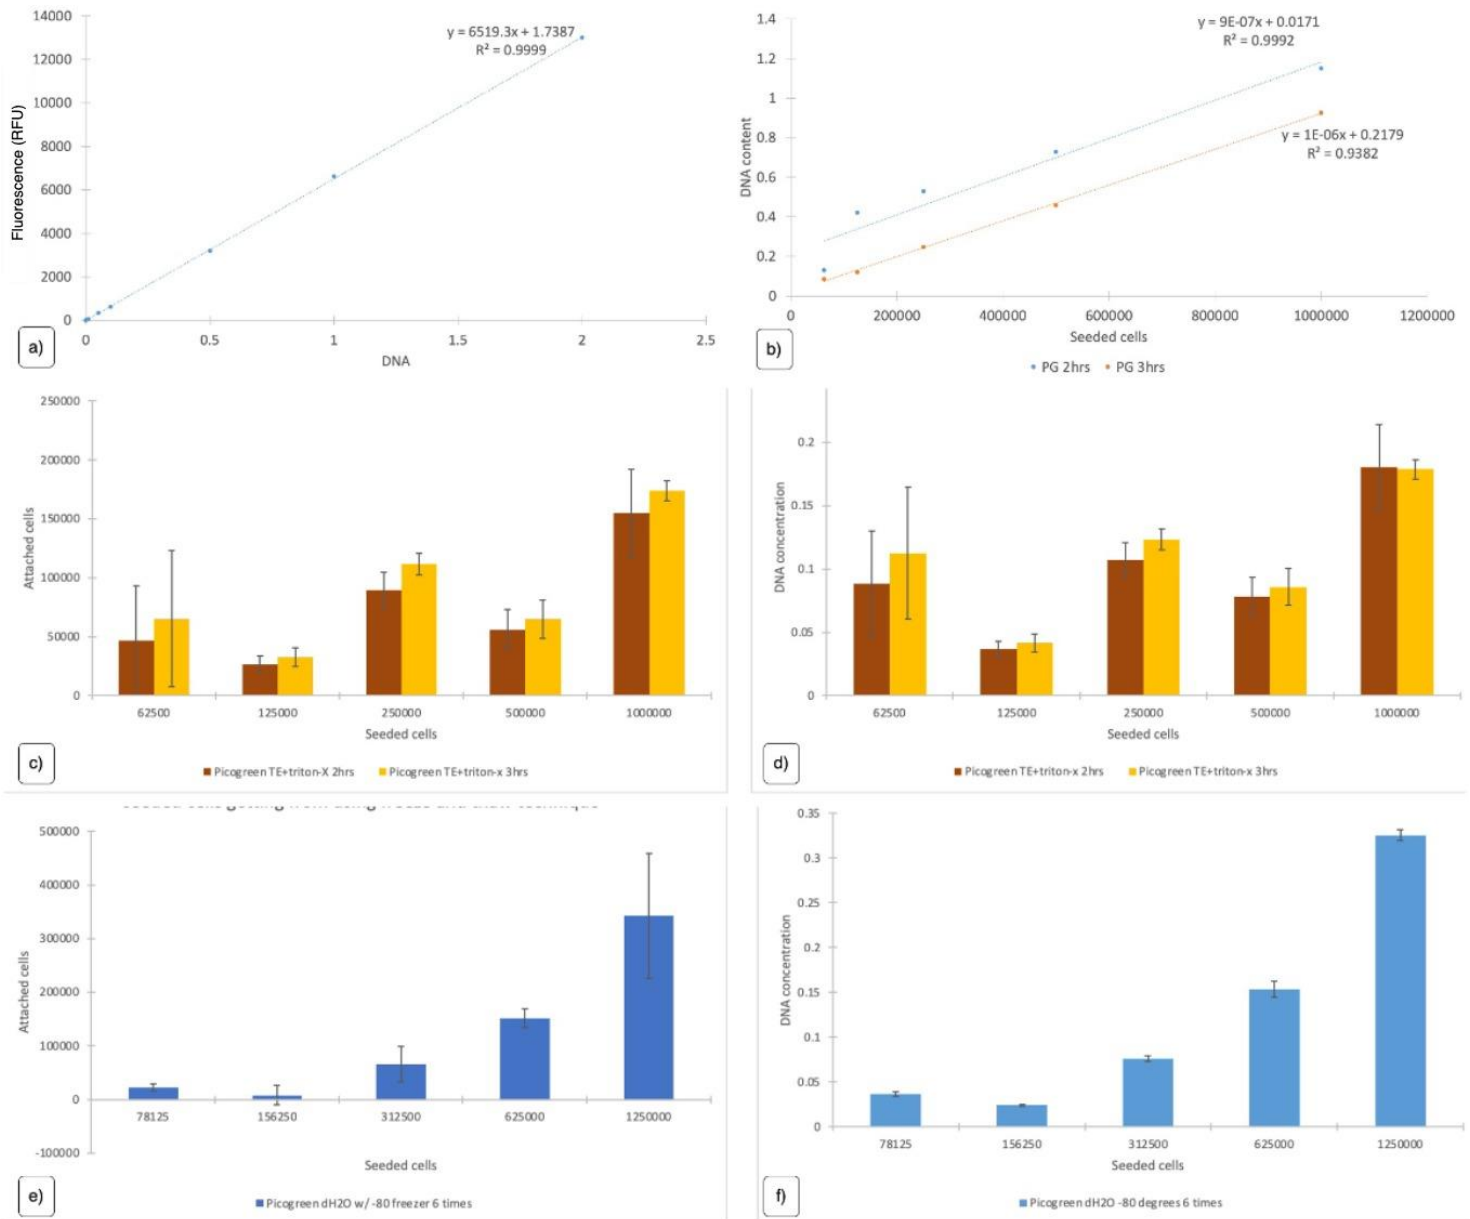 14000
12000
10000
8000
6000
4000
2000
0
Fluorescence (RFU)
y = 6519.3x + 1.7387
R² = 0.9999
0 0.5 1 1.5 2 2.5
DNA
a)
1.4
1.2
1
0.8
0.6
0.4
0.2
0
DNA content
y = 9E-07x + 0.0171
R² = 0.9992
y = 1E-06x + 0.2179
R² = 0.9382
0 200000 400000 600000 800000 1000000 1200000
Seeded cells
PG 2hrs PG 3hrs
b)
250000
200000
150000
100000
50000
0
Attached cells
62500 125000 250000 500000 1000000
Seeded cells
Picogreen TE+triton-X 2hrs Picogreen TE+triton-x 3hrs
c)
0.2
0.15
0.1
0.05
0
DNA concentration
62500 125000 250000 500000 1000000
Seeded cells
Picogreen TE+triton-x 2hrs Picogreen TE+triton-x 3hrs
d)
500000
400000
300000
200000
100000
0
-100000
Attached cells
78125 156250 312500 625000 1250000
Seeded cells
Picogreen dH2O w/ -80 freezer 6 times
e)
0.35
0.3
0.25
0.2
0.15
0.1
0.05
0
DNA concentration
78125 156250 312500 625000 1250000
Seeded cells
Picogreen dH2O -80 degrees 6 times
f)